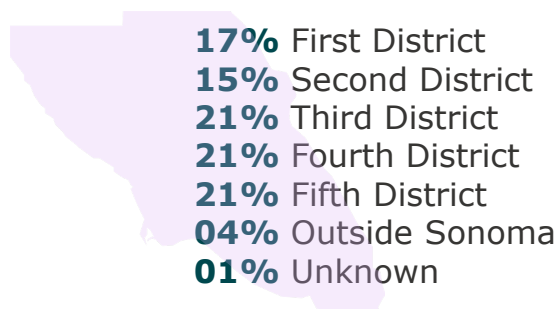 17% First District
15% Second District
21% Third District
21% Fourth District
21% Fifth District
04% Outside Sonoma
01% Unknown